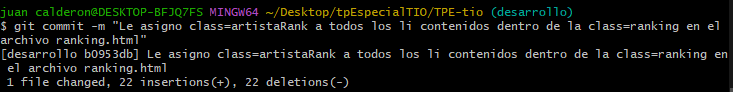 juan calderon@DESKTOP-BFJQ7FS MINGW64 ~/Desktop/tpEspecialTIO/TPE-tio (desarrollo)
$ git commit -m "Le asigno class=artistaRank a todos los li contenidos dentro de la class=ranking en el
archivo ranking.html"
[desarrollo b0953db] Le asigno class=artistaRank a todos los li contenidos dentro de la class=ranking en
el archivo ranking.html
1 file changed, 22 insertions(+), 22 deletions(-)